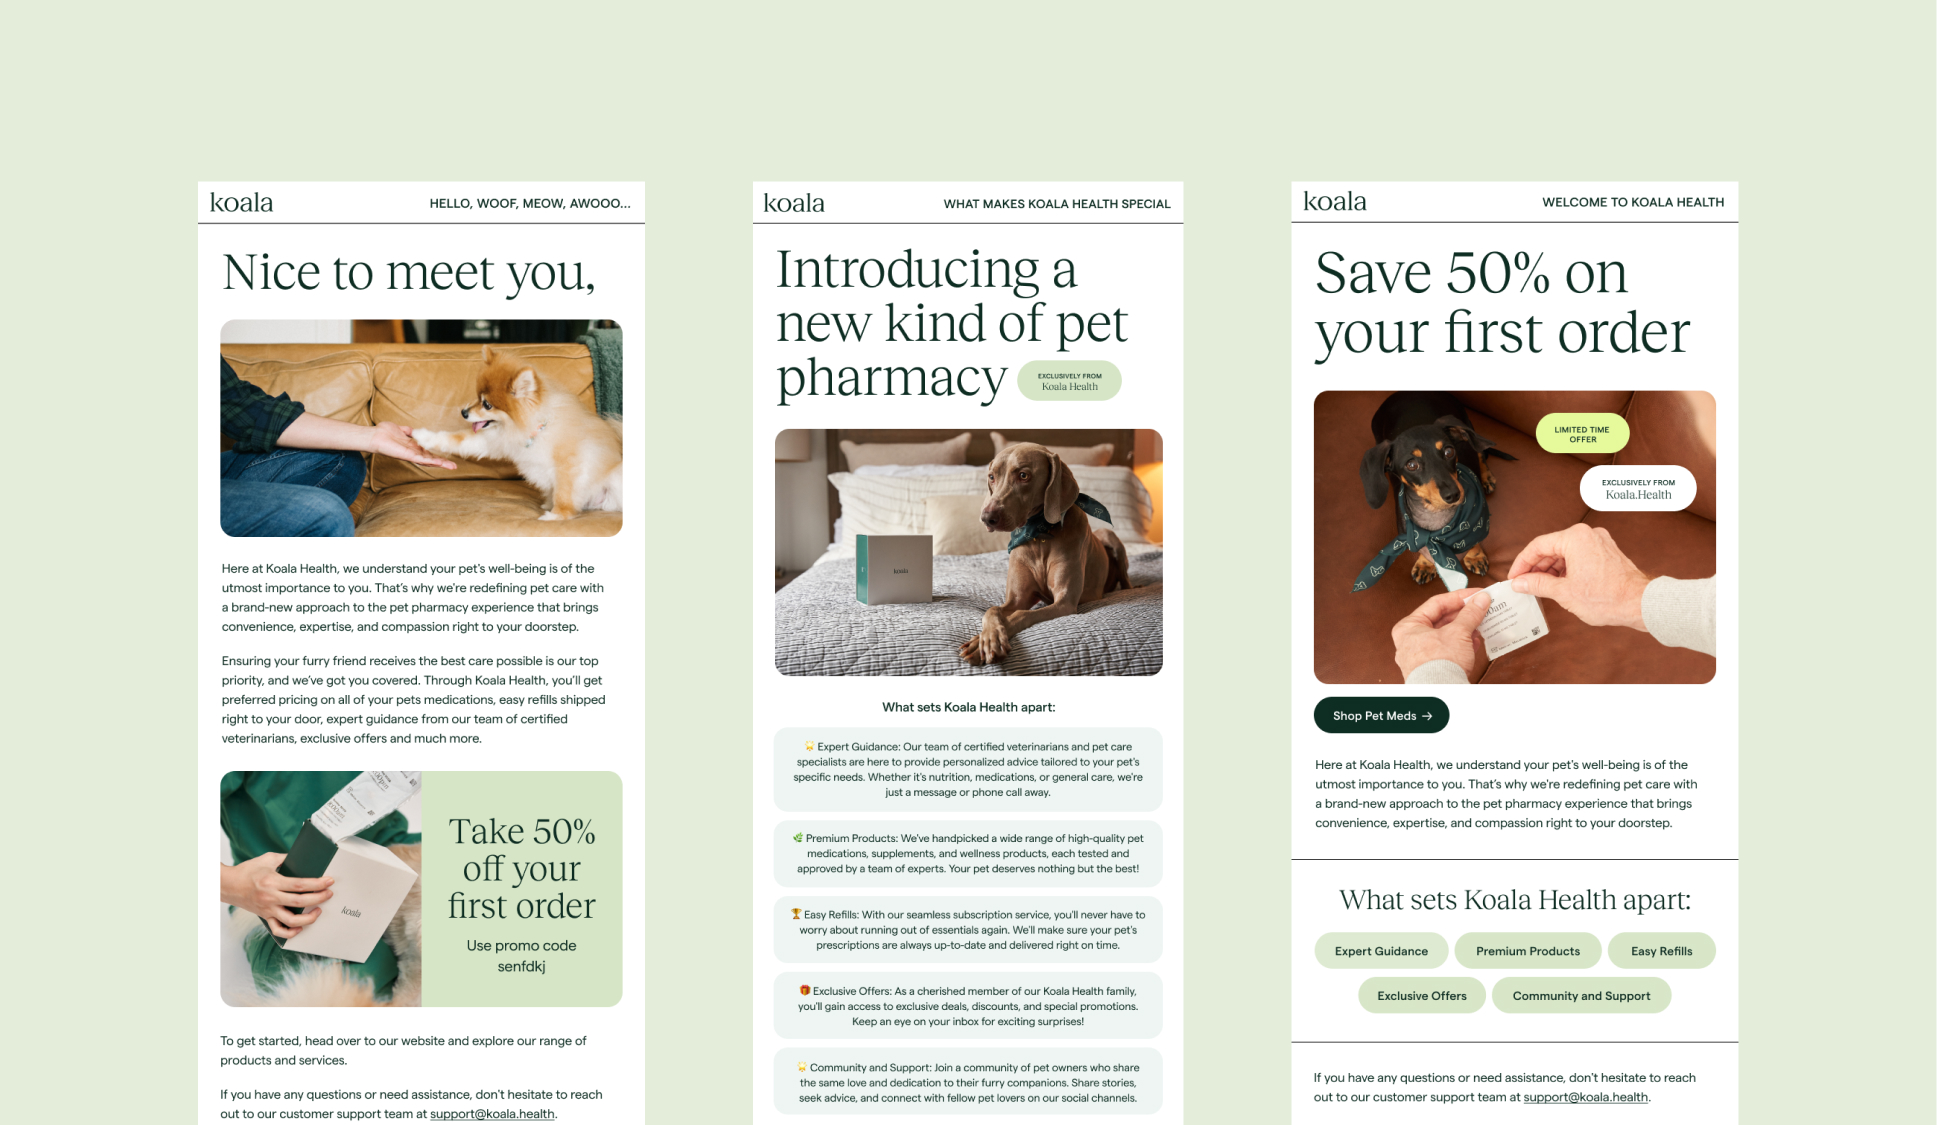 koala
HELLO, WOOF, MEOW, AWOOO...
Nice to meet you,
Here at Koala Health, we understand your pet's well-being is of the
utmost importance to you. That's why we're redefining pet care with
a brand-new approach to the pet pharmacy experience that brings
convenience, expertise, and compassion right to your doorstep.
Ensuring your furry friend receives the best care possible is our top
priority, and we've got you covered. Through Koala Health, you'll get
preferred pricing on all of your pets medications, easy refills shipped
right to your door, expert guidance from our team of certified
veterinarians, exclusive offers and much more.
koala
Take 50%
off your
first order
Use promo code
senfdkj
To get started, head over to our website and explore our range of
products and services.
If you have any questions or need assistance, don't hesitate to reach
out to our customer support team at support@koala.health.
koala
WHAT MAKES KOALA HEALTH SPECIAL
Introducing a
new kind of pet
pharmacy
EXCLUSIVELY FROM
Koala Health
koala
What sets Koala Health apart:
🌟 Expert Guidance: Our team of certified veterinarians and pet care
specialists are here to provide personalized advice tailored to your pet's
specific needs. Whether it's nutrition, medications, or general care, we're
just a message or phone call away.
🌿 Premium Products: We've handpicked a wide range of high-quality pet
medications, supplements, and wellness products, each tested and
approved by a team of experts. Your pet deserves nothing but the best!
🏆 Easy Refills: With our seamless subscription service, you'll never have to
worry about running out of essentials again. We'll make sure your pet's
prescriptions are always up-to-date and delivered right on time.
🎁 Exclusive Offers: As a cherished member of our Koala Health family,
you'll gain access to exclusive deals, discounts, and special promotions.
Keep an eye on your inbox for exciting surprises!
🌟 Community and Support: Join a community of pet owners who share
the same love and dedication to their furry companions. Share stories,
seek advice, and connect with fellow pet lovers on our social channels.
koala
WELCOME TO KOALA HEALTH
Save 50% on
your first order
LIMITED TIME
OFFER
EXCLUSIVELY FROM
Koala.Health
Shop Pet Meds →
Here at Koala Health, we understand your pet's well-being is of the
utmost importance to you. That's why we're redefining pet care with
a brand-new approach to the pet pharmacy experience that brings
convenience, expertise, and compassion right to your doorstep.
What sets Koala Health apart:
Expert Guidance
Premium Products
Easy Refills
Exclusive Offers
Community and Support
If you have any questions or need assistance, don't hesitate to reach
out to our customer support team at support@koala.health.